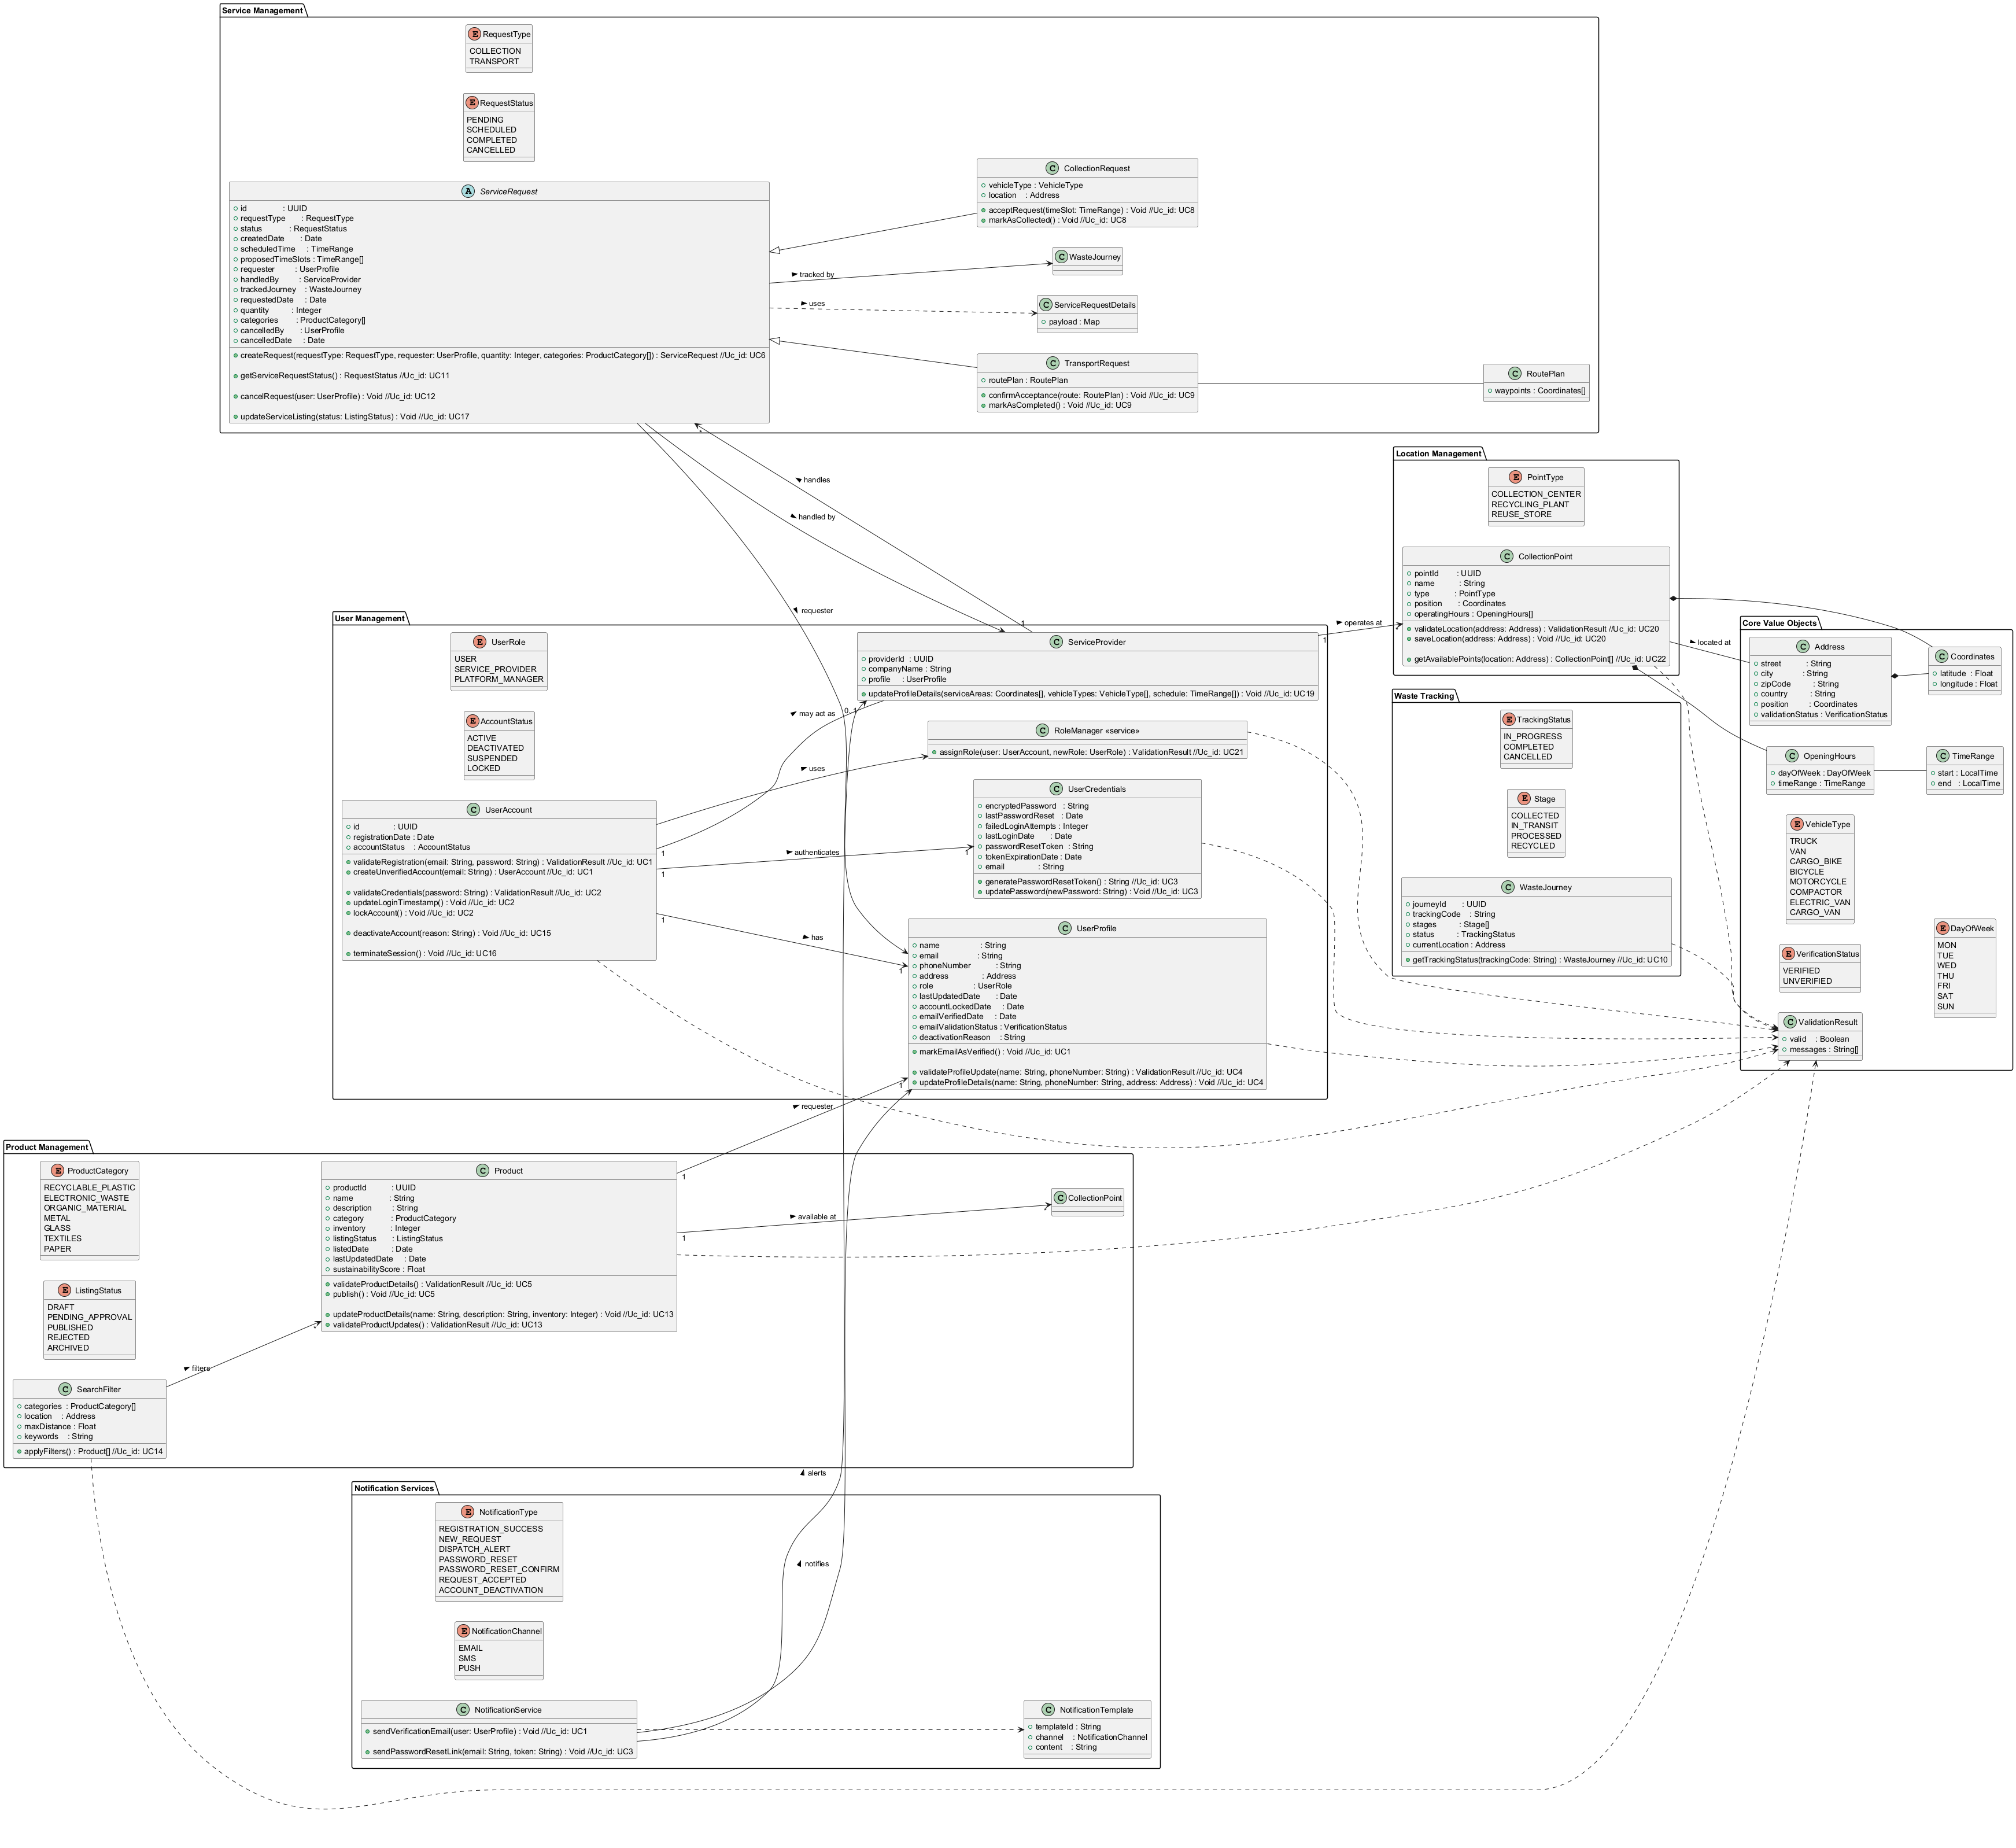 Service Management
RequestType
COLLECTION
TRANSPORT
RequestStatus
PENDING
SCHEDULED
COMPLETED
CANCELLED
ServiceRequest
id : UUID
requestType : RequestType
status : RequestStatus
createdDate : Date
scheduledTime : TimeRange
proposedTimeSlots : TimeRange[]
requester : UserProfile
handledBy : ServiceProvider
trackedJourney : WasteJourney
requestedDate : Date
quantity : Integer
categories : ProductCategory[]
cancelledBy : UserProfile
cancelledDate : Date
createRequest(requestType: RequestType, requester: UserProfile, quantity: Integer, categories: ProductCategory[]) : ServiceRequest //Uc_id: UC6
getServiceRequestStatus() : RequestStatus //Uc_id: UC11
cancelRequest(user: UserProfile) : Void //Uc_id: UC12
updateServiceListing(status: ListingStatus) : Void //Uc_id: UC17
CollectionRequest
vehicleType : VehicleType
location : Address
acceptRequest(timeSlot: TimeRange) : Void //Uc_id: UC8
markAsCollected() : Void //Uc_id: UC8
tracked by
WasteJourney
uses
ServiceRequestDetails
payload : Map
TransportRequest
routePlan : RoutePlan
confirmAcceptance(route: RoutePlan) : Void //Uc_id: UC9
markAsCompleted() : Void //Uc_id: UC9
RoutePlan
waypoints : Coordinates[]
*
handles
handled by
requester
Location Management
PointType
COLLECTION_CENTER
RECYCLING_PLANT
REUSE_STORE
CollectionPoint
pointId : UUID
name : String
type : PointType
position : Coordinates
operatingHours : OpeningHours[]
validateLocation(address: Address) : ValidationResult //Uc_id: UC20
saveLocation(address: Address) : Void //Uc_id: UC20
getAvailablePoints(location: Address) : CollectionPoint[] //Uc_id: UC22
operates at
1
*
located at
User Management
UserRole
USER
SERVICE_PROVIDER
PLATFORM_MANAGER
AccountStatus
ACTIVE
DEACTIVATED
SUSPENDED
LOCKED
UserAccount
id : UUID
registrationDate : Date
accountStatus : AccountStatus
validateRegistration(email: String, password: String) : ValidationResult //Uc_id: UC1
createUnverifiedAccount(email: String) : UserAccount //Uc_id: UC1
validateCredentials(password: String) : ValidationResult //Uc_id: UC2
updateLoginTimestamp() : Void //Uc_id: UC2
lockAccount() : Void //Uc_id: UC2
deactivateAccount(reason: String) : Void //Uc_id: UC15
terminateSession() : Void //Uc_id: UC16
1
ServiceProvider
providerId : UUID
companyName : String
profile : UserProfile
updateProfileDetails(serviceAreas: Coordinates[], vehicleTypes: VehicleType[], schedule: TimeRange[]) : Void //Uc_id: UC19
may act as
1
RoleManager «service»
assignRole(user: UserAccount, newRole: UserRole) : ValidationResult //Uc_id: UC21
uses
UserCredentials
encryptedPassword : String
lastPasswordReset : Date
failedLoginAttempts : Integer
lastLoginDate : Date
passwordResetToken : String
tokenExpirationDate : Date
email : String
generatePasswordResetToken() : String //Uc_id: UC3
updatePassword(newPassword: String) : Void //Uc_id: UC3
authenticates
1
1
has
1
1
UserProfile
name : String
email : String
phoneNumber : String
address : Address
role : UserRole
lastUpdatedDate : Date
accountLockedDate : Date
emailVerifiedDate : Date
emailValidationStatus : VerificationStatus
deactivationReason : String
markEmailAsVerified() : Void //Uc_id: UC1
validateProfileUpdate(name: String, phoneNumber: String) : ValidationResult //Uc_id: UC4
updateProfileDetails(name: String, phoneNumber: String, address: Address) : Void //Uc_id: UC4
Waste Tracking
TrackingStatus
IN_PROGRESS
COMPLETED
CANCELLED
Stage
COLLECTED
IN_TRANSIT
PROCESSED
RECYCLED
WasteJourney
journeyId : UUID
trackingCode : String
stages : Stage[]
status : TrackingStatus
currentLocation : Address
getTrackingStatus(trackingCode: String) : WasteJourney //Uc_id: UC10
Core Value Objects
Address
street : String
city : String
zipCode : String
country : String
position : Coordinates
validationStatus : VerificationStatus
Coordinates
latitude : Float
longitude : Float
OpeningHours
dayOfWeek : DayOfWeek
timeRange : TimeRange
TimeRange
start : LocalTime
end : LocalTime
VehicleType
TRUCK
VAN
CARGO_BIKE
BICYCLE
MOTORCYCLE
COMPACTOR
ELECTRIC_VAN
CARGO_VAN
VerificationStatus
VERIFIED
UNVERIFIED
DayOfWeek
MON
TUE
WED
THU
FRI
SAT
SUN
ValidationResult
valid : Boolean
messages : String[]
Product Management
ProductCategory
RECYCLABLE_PLASTIC
ELECTRONIC_WASTE
ORGANIC_MATERIAL
METAL
GLASS
TEXTILES
PAPER
ListingStatus
DRAFT
PENDING_APPROVAL
PUBLISHED
REJECTED
ARCHIVED
SearchFilter
categories : ProductCategory[]
location : Address
maxDistance : Float
keywords : String
applyFilters() : Product[] //Uc_id: UC14
filters
*
Product
productId : UUID
name : String
description : String
category : ProductCategory
inventory : Integer
listingStatus : ListingStatus
listedDate : Date
lastUpdatedDate : Date
sustainabilityScore : Float
validateProductDetails() : ValidationResult //Uc_id: UC5
publish() : Void //Uc_id: UC5
updateProductDetails(name: String, description: String, inventory: Integer) : Void //Uc_id: UC13
validateProductUpdates() : ValidationResult //Uc_id: UC13
requester
1
1
available at
1
*
CollectionPoint
alerts
notifies
Notification Services
NotificationType
REGISTRATION_SUCCESS
NEW_REQUEST
DISPATCH_ALERT
PASSWORD_RESET
PASSWORD_RESET_CONFIRM
REQUEST_ACCEPTED
ACCOUNT_DEACTIVATION
NotificationChannel
EMAIL
SMS
PUSH
NotificationService
sendVerificationEmail(user: UserProfile) : Void //Uc_id: UC1
sendPasswordResetLink(email: String, token: String) : Void //Uc_id: UC3
NotificationTemplate
templateId : String
channel : NotificationChannel
content : String